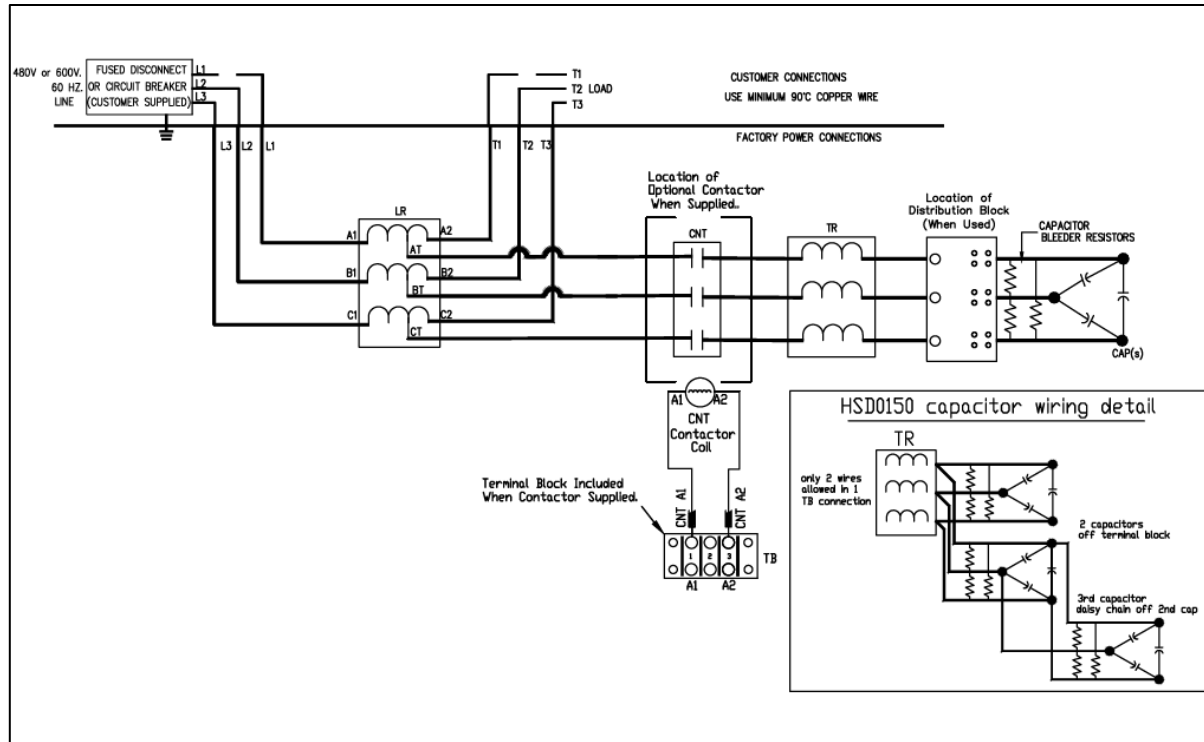 480V or 600V.
60 HZ.
LINE
FUSED DISCONNECT
OR CIRCUIT BREAKER
(CUSTOMER SUPPLIED)
L1
L2
L3
T1
T2 LOAD
T3
CUSTOMER CONNECTIONS
USE MINIMUM 90°C COPPER WIRE
FACTORY POWER CONNECTIONS
L3
L2
L1
T1
T2
T3
LR
A1
A2
AT
B1
B2
BT
C1
C2
CT
Location of
Optional Contactor
When Supplied..
CNT
TR
Location of
Distribution Block
(When Used)
CAPACITOR
BLEEDER RESISTORS
CAP(s)
A1
A2
CNT
Contactor
Coil
Terminal Block Included
When Contactor Supplied.
CNT A1
CNT A2
1
2
3
TB
A1
A2
HSD0150 capacitor wiring detail
TR
only 2 wires
allowed in 1
TB connection
2 capacitors
off terminal block
3rd capacitor
daisy chain off 2nd cap